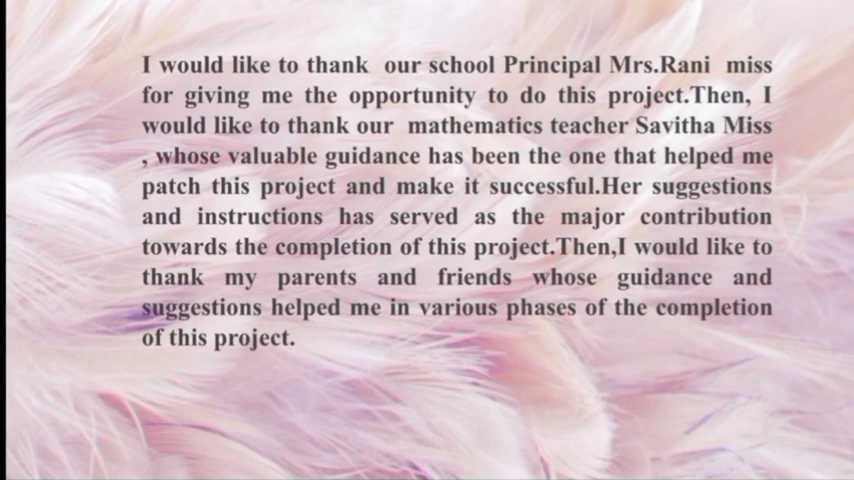 I would like to thank our school Principal Mrs.Rani miss
for giving me the opportunity to do this project.Then, I
would like to thank our mathematics teacher Savitha Miss
, whose valuable guidance has been the one that helped me
patch this project and make it successful.Her suggestions
and instructions has served as the major contribution
towards the completion of this project.Then,I would like to
thank my parents and friends whose guidance and
suggestions helped me in various phases of the completion
of this project.